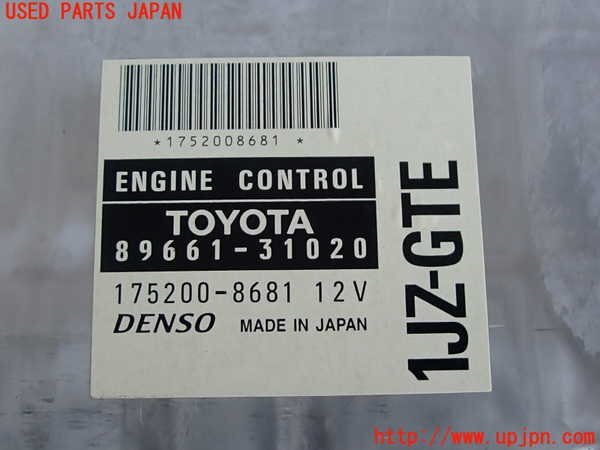 USED PARTS JAPAN
*1752008681*
ENGINE CONTROL
TOYOTA
89661-31020
175200-8681 12V
DENSO MADE IN JAPAN
1JZ-GTE
http://www.upjpn.com/